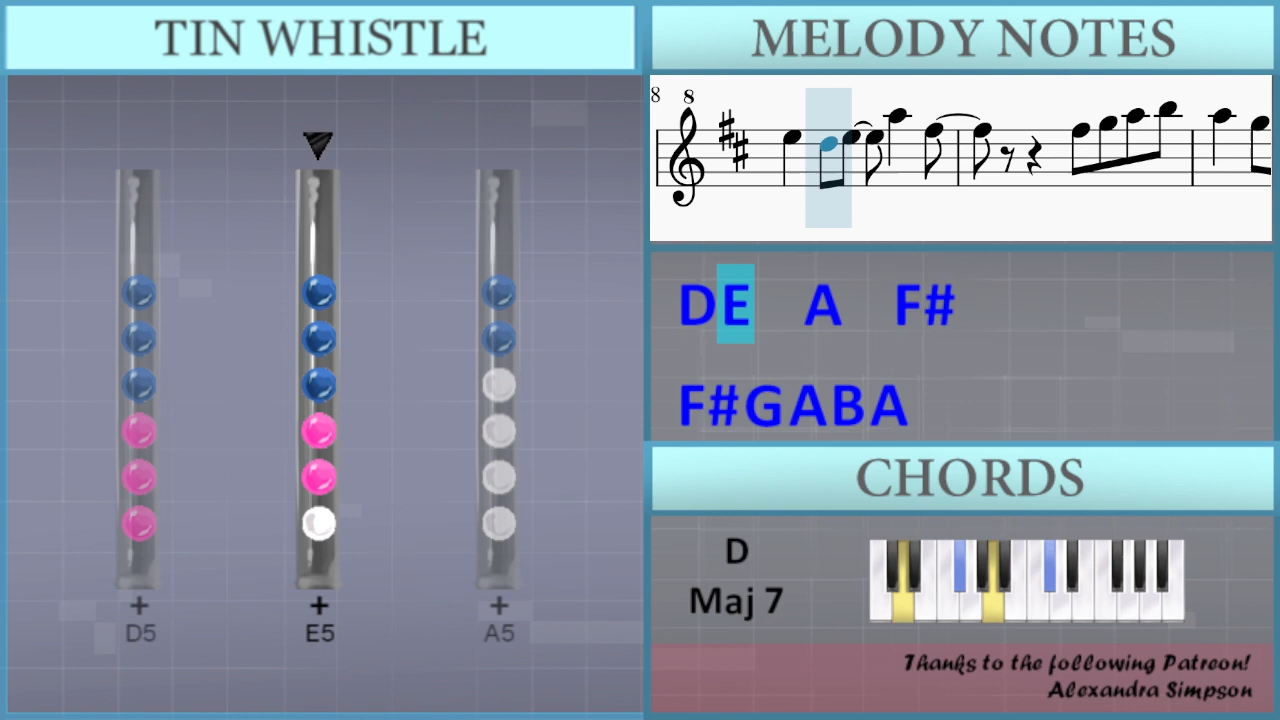 TIN WHISTLE
+ + +
D5 E5 A5
MELODY NOTES
8 8
DE A F#
F#GABA
CHORDS
D
Maj 7
Thanks to the following Patreon!
Alexandra Simpson